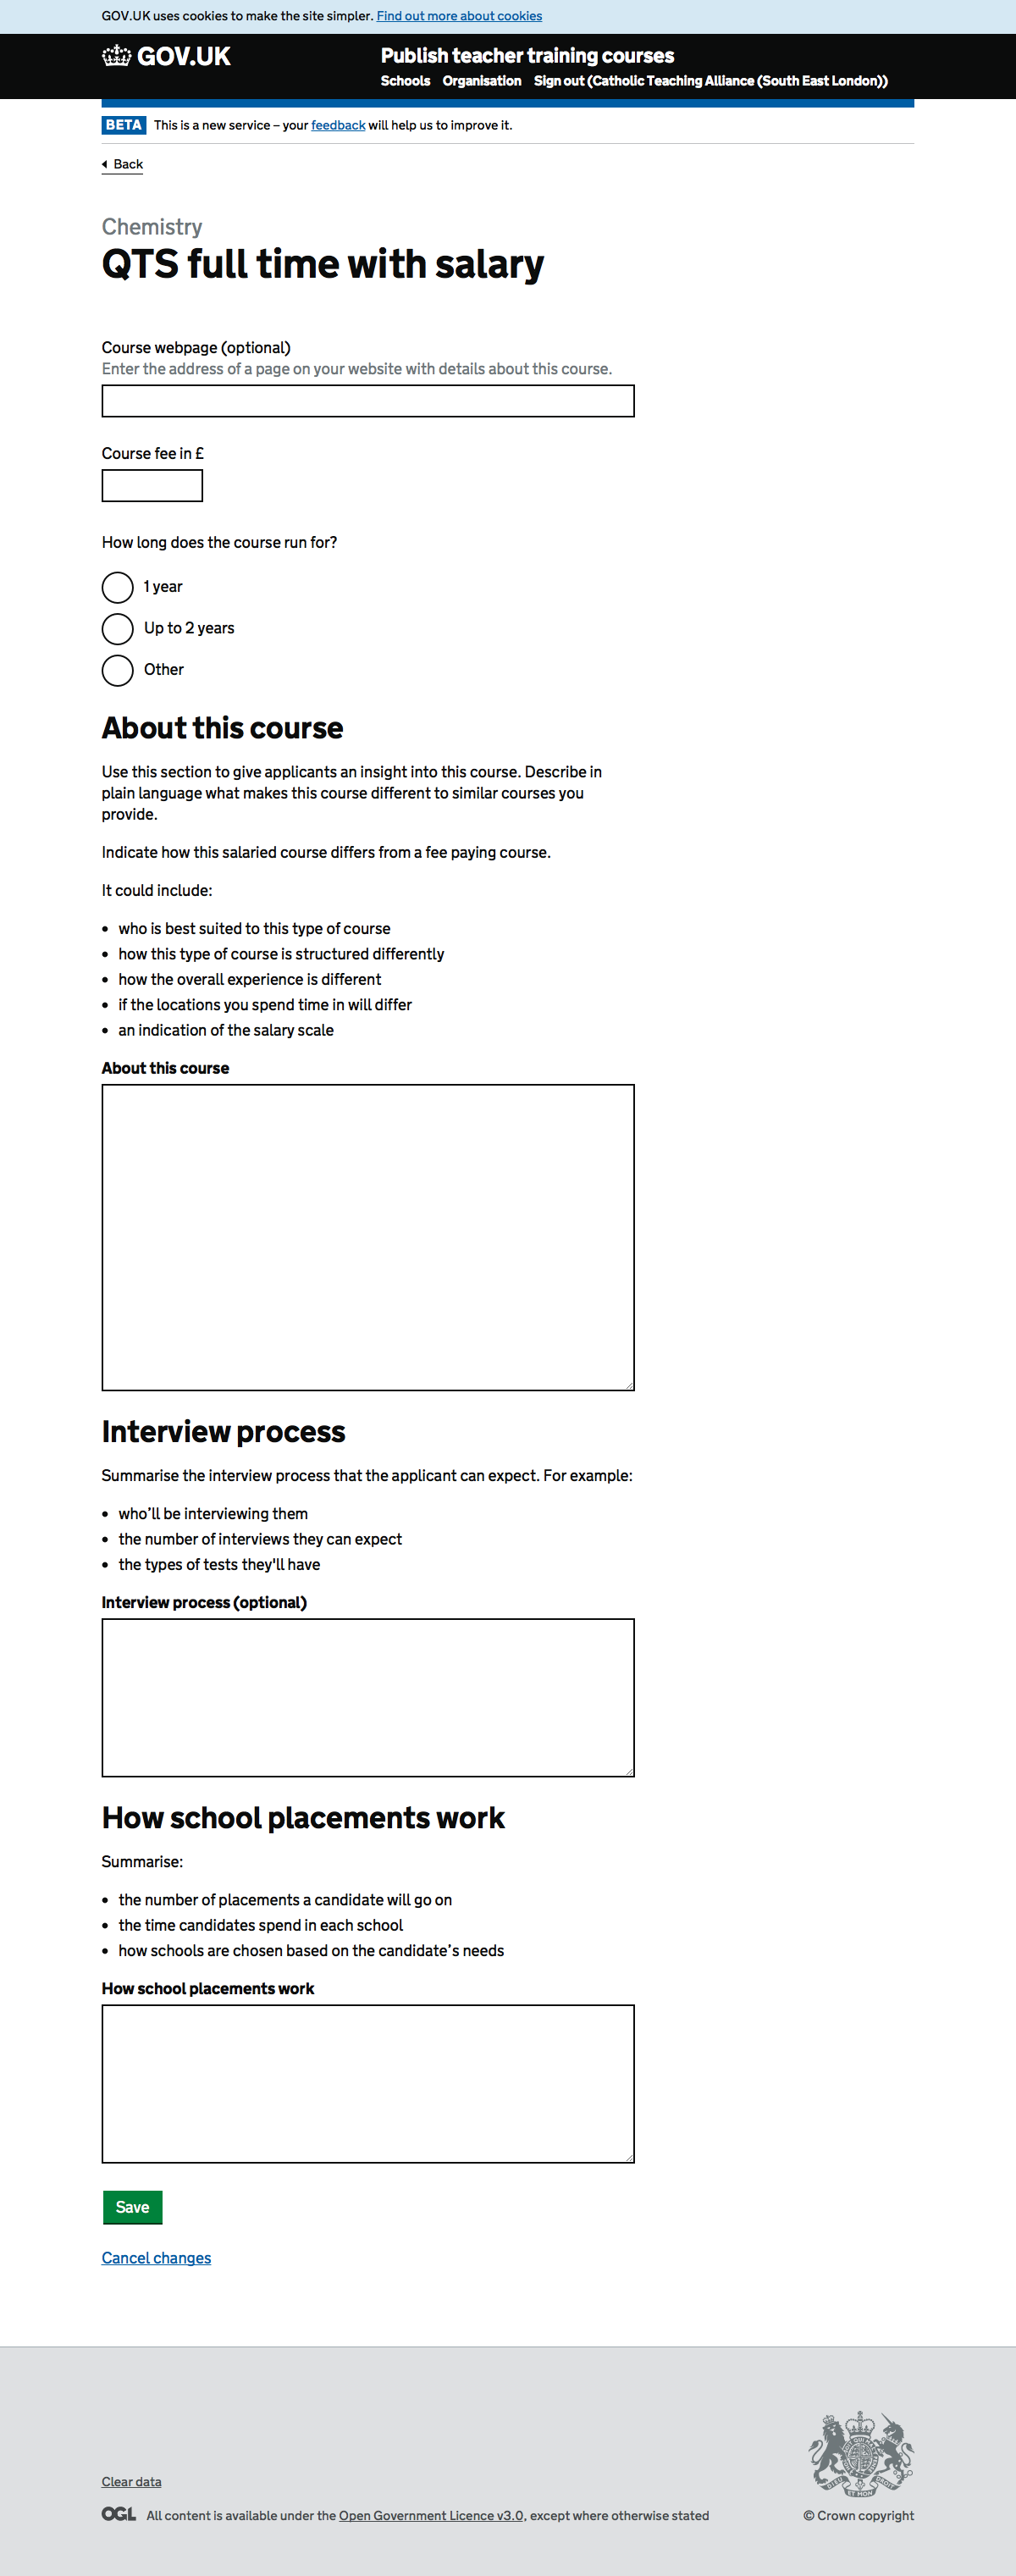 GOV.UK uses cookies to make the site simpler. Find out more about cookies
GOV.UK
Publish teacher training courses
Schools Organisation Sign out (Catholic Teaching Alliance (South East London))
BETA This is a new service – your feedback will help us to improve it.
Back
Chemistry
QTS full time with salary
Course webpage (optional)
Enter the address of a page on your website with details about this course.
Course fee in £
How long does the course run for?
1 year
Up to 2 years
Other
About this course
Use this section to give applicants an insight into this course. Describe in
plain language what makes this course different to similar courses you
provide.
Indicate how this salaried course differs from a fee paying course.
It could include:
• who is best suited to this type of course
• how this type of course is structured differently
• how the overall experience is different
• if the locations you spend time in will differ
• an indication of the salary scale
About this course
Interview process
Summarise the interview process that the applicant can expect. For example:
• who’ll be interviewing them
• the number of interviews they can expect
• the types of tests they'll have
Interview process (optional)
How school placements work
Summarise:
• the number of placements a candidate will go on
• the time candidates spend in each school
• how schools are chosen based on the candidate’s needs
How school placements work
Save
Cancel changes
Clear data
OGL All content is available under the Open Government Licence v3.0, except where otherwise stated
© Crown copyright